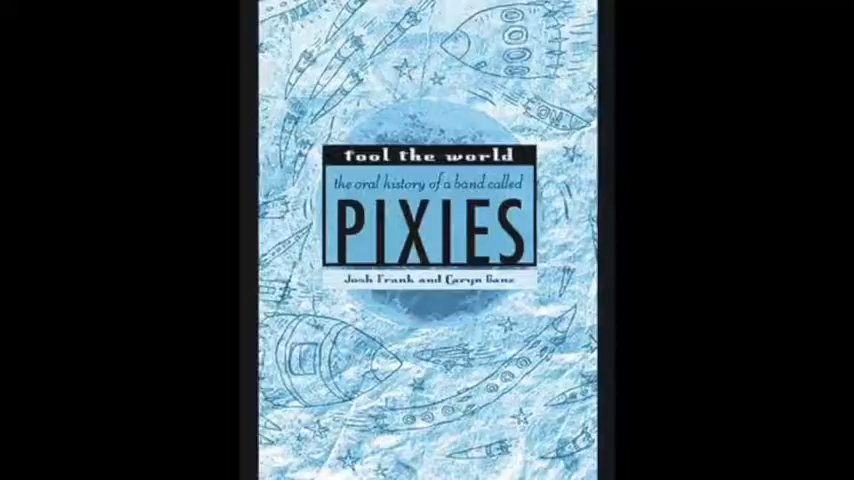 fool the world
the oral history of a band called
PIXIES
Josh Frank and Caryn Ganz